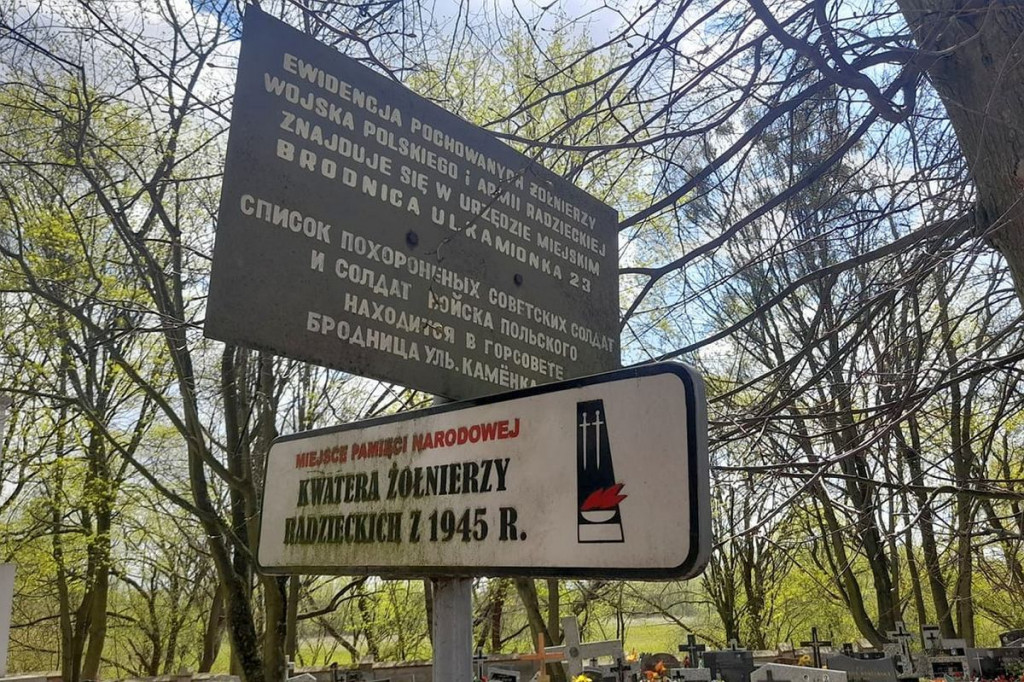 EWIDENCJA POCHOWANYCH ŻOŁNIERZY
WOJSKA POLSKIEGO i ARMII RADZIECKIEJ
ZNAJDUJE SIĘ W URZĘDZIE MIEJSKIM
BRODNICA UL. KAMIONKA 23
СПИСОК ПОХОРОНЕНЫХ СОВЕТСКИХ СОЛДАТ
И СОЛДАТ ВОЙСКА ПОЛЬСКОГО
НАХОДИТСЯ В ГОРСОВЕТЕ
БРОДНИЦА УЛЬ. КАМЁНКА
MIEJSCE PAMIĘCI NARODOWEJ
KWATERA ŻOŁNIERZY
RADZIECKICH Z 1945 R.